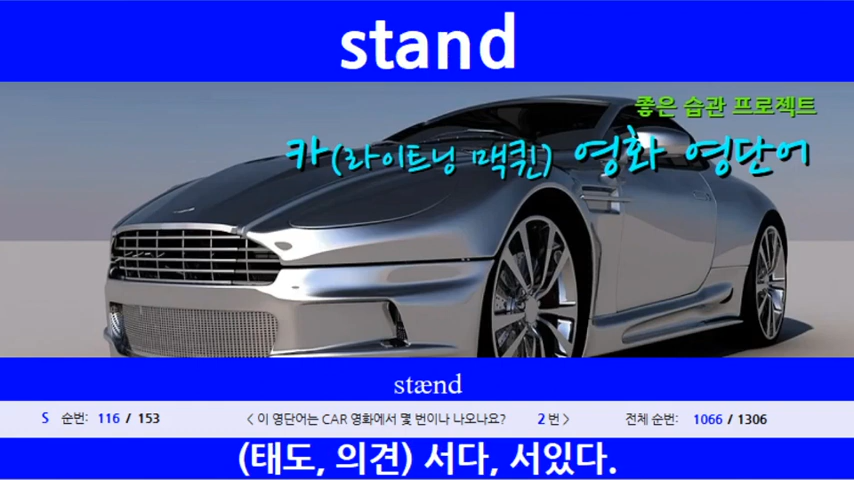 stand
좋은 습관 프로젝트
카(라이트닝 맥퀸) 영화 영단어
stænd
S 순번: 116 / 153 〈 이 영단어는 CAR 영화에서 몇 번이나 나오나요? 2 번 〉 전체 순번: 1066 / 1306
(태도, 의견) 서다, 서있다.